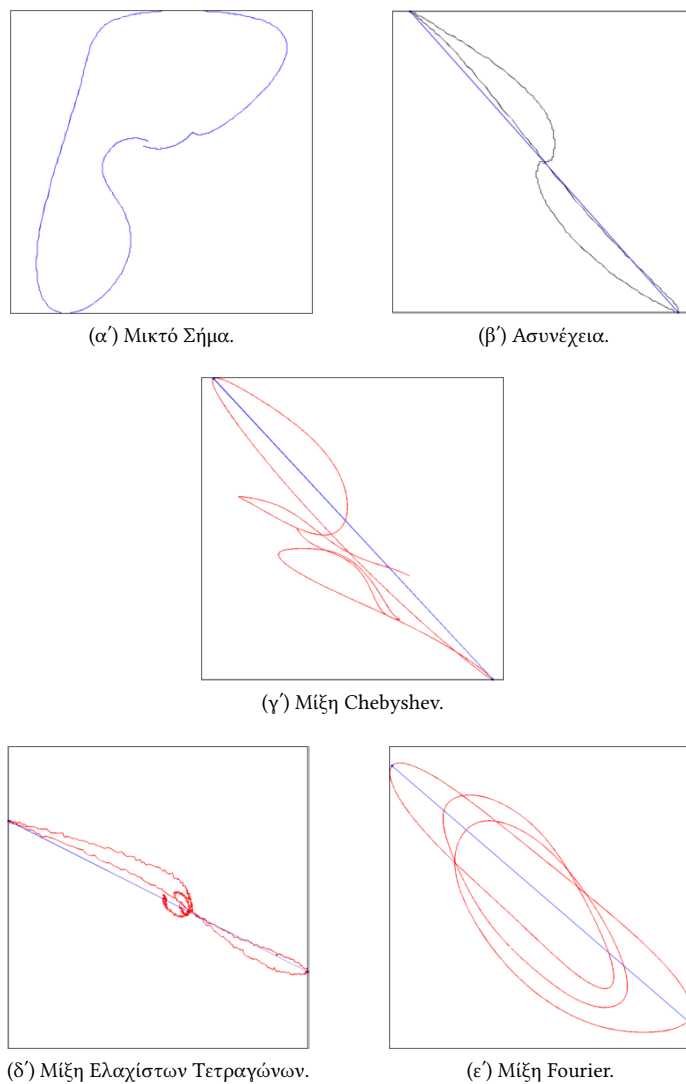 (α′) Μικτό Σήμα.
(β′) Ασυνέχεια.
(γ′) Μίξη Chebyshev.
(δ′) Μίξη Ελαχίστων Τετραγώνων.
(ε′) Μίξη Fourier.